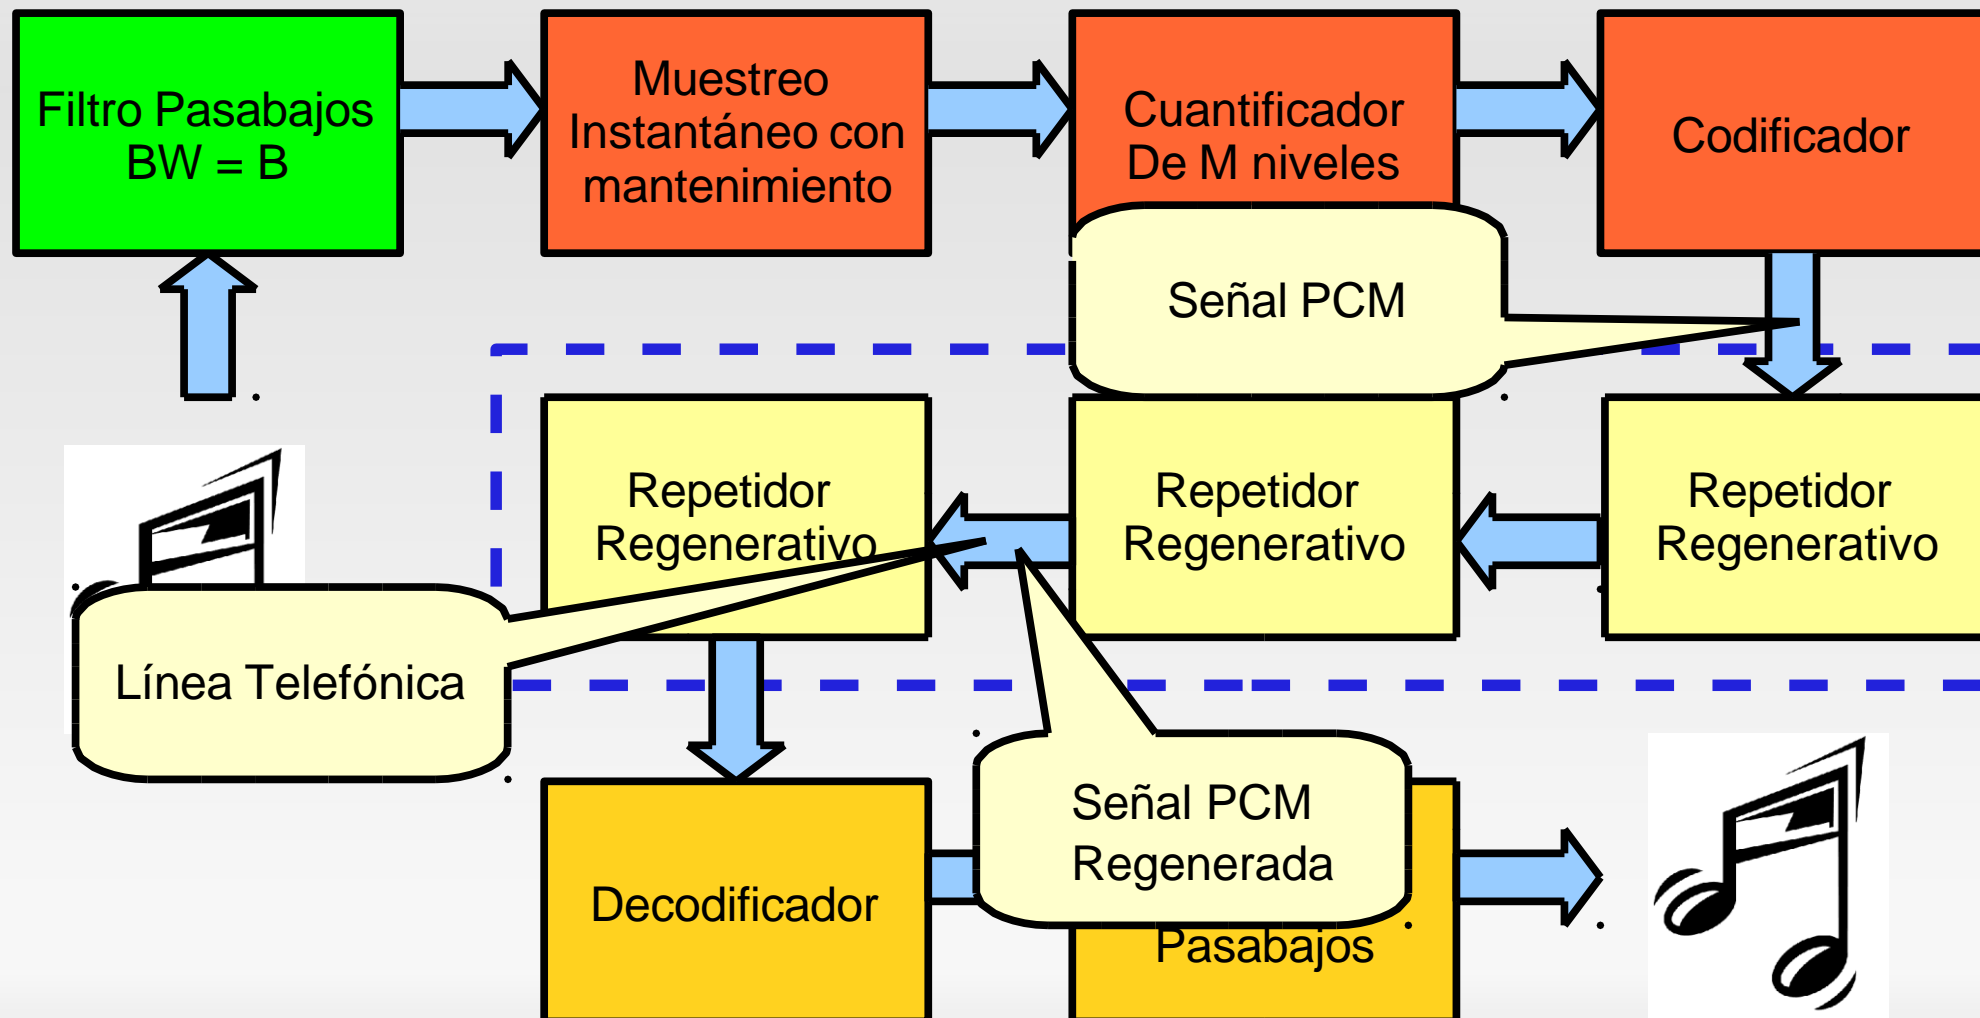 Filtro Pasabajos
BW = B
Muestreo
Instantáneo con
mantenimiento
Cuantificador
De M niveles
Codificador
Señal PCM
Repetidor
Regenerativo
Repetidor
Regenerativo
Repetidor
Regenerativo
Línea Telefónica
Señal PCM
Regenerada
Decodificador
Pasabajos